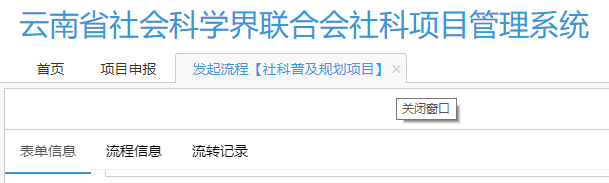 云南省社会科学界联合会社科项目管理系统
首页 项目申报 发起流程【社科普及规划项目】 ×
关闭窗口
表单信息 流程信息 流转记录